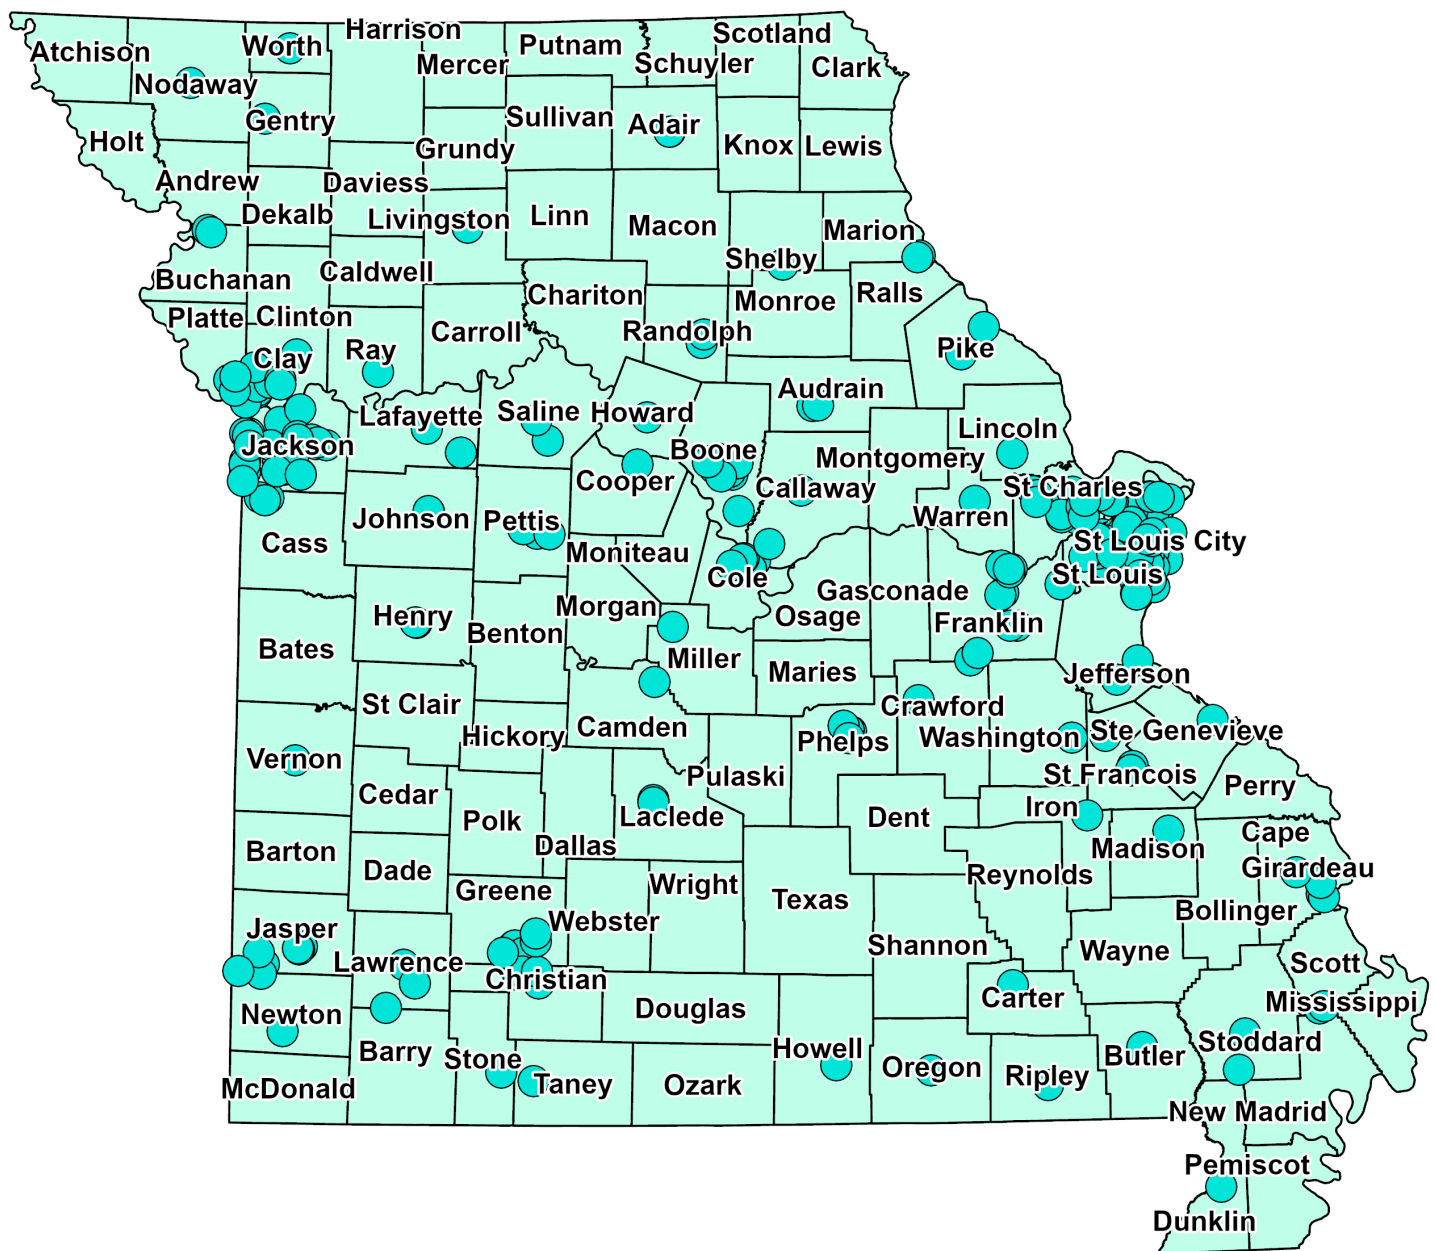 Harrison
Scotland
Atchison
Worth
Putnam
Mercer
Schuyler
Clark
Nodaway
Gentry
Sullivan
Adair
Holt
Grundy
Knox
Lewis
Andrew
Daviess
Dekalb
Livingston
Linn
Macon
Marion
Shelby
Buchanan
Caldwell
Chariton
Monroe
Ralls
Platte
Clinton
Carroll
Randolph
Clay
Ray
Pike
Audrain
Lafayette
Saline
Howard
Lincoln
Jackson
Boone
Montgomery
Cooper
Callaway
St Charles
Johnson
Pettis
Warren
Cass
Moniteau
St Louis City
Cole
St Louis
Gasconade
Henry
Morgan
Osage
Franklin
Benton
Bates
Miller
Maries
Jefferson
St Clair
Crawford
Camden
Hickory
Phelps
Washington
Ste Genevieve
Vernon
Pulaski
St Francois
Perry
Cedar
Laclede
Iron
Polk
Dent
Cape
Girardeau
Barton
Dallas
Madison
Dade
Greene
Wright
Reynolds
Texas
Webster
Bollinger
Jasper
Shannon
Wayne
Lawrence
Christian
Scott
Carter
Mississippi
Newton
Douglas
Stoddard
Barry
Stone
Howell
Butler
Oregon
Ripley
McDonald
Taney
Ozark
New Madrid
Pemiscot
Dunklin